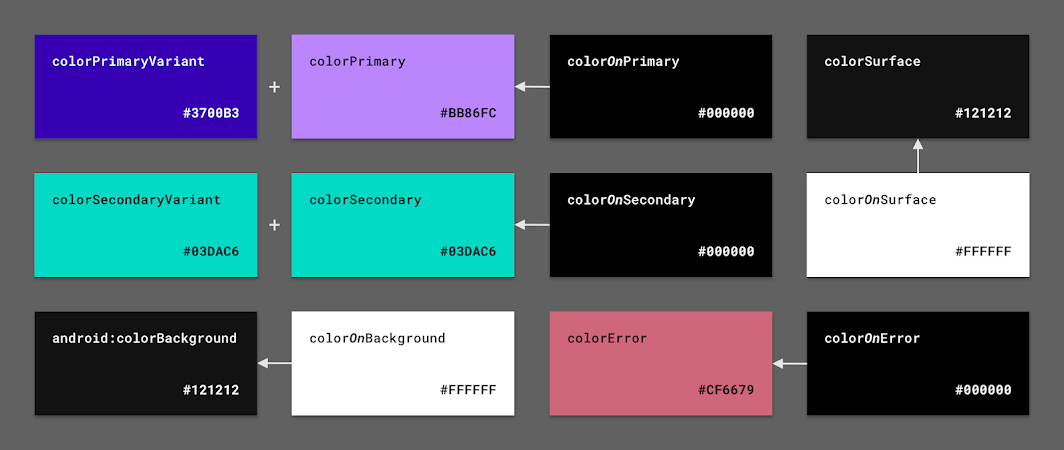 colorPrimaryVariant
#3700B3
+
colorPrimary
#BB86FC
colorOnPrimary
#000000
colorSurface
#121212
colorSecondaryVariant
#03DAC6
+
colorSecondary
#03DAC6
colorOnSecondary
#000000
colorOnSurface
#FFFFFF
android:colorBackground
#121212
colorOnBackground
#FFFFFF
colorError
#CF6679
colorOnError
#000000